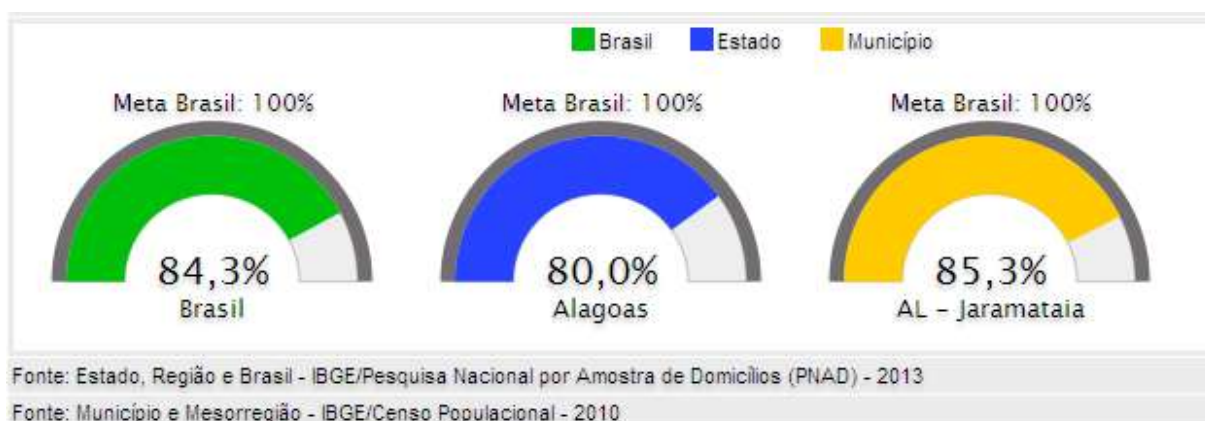 Brasil Estado Município
Meta Brasil: 100% Meta Brasil: 100% Meta Brasil: 100%
84,3% 80,0% 85,3%
Brasil Alagoas AL – Jaramataia
Fonte: Estado, Região e Brasil - IBGE/Pesquisa Nacional por Amostra de Domicílios (PNAD) - 2013
Fonte: Município e Mesorregião - IBGE/Censo Populacional - 2010